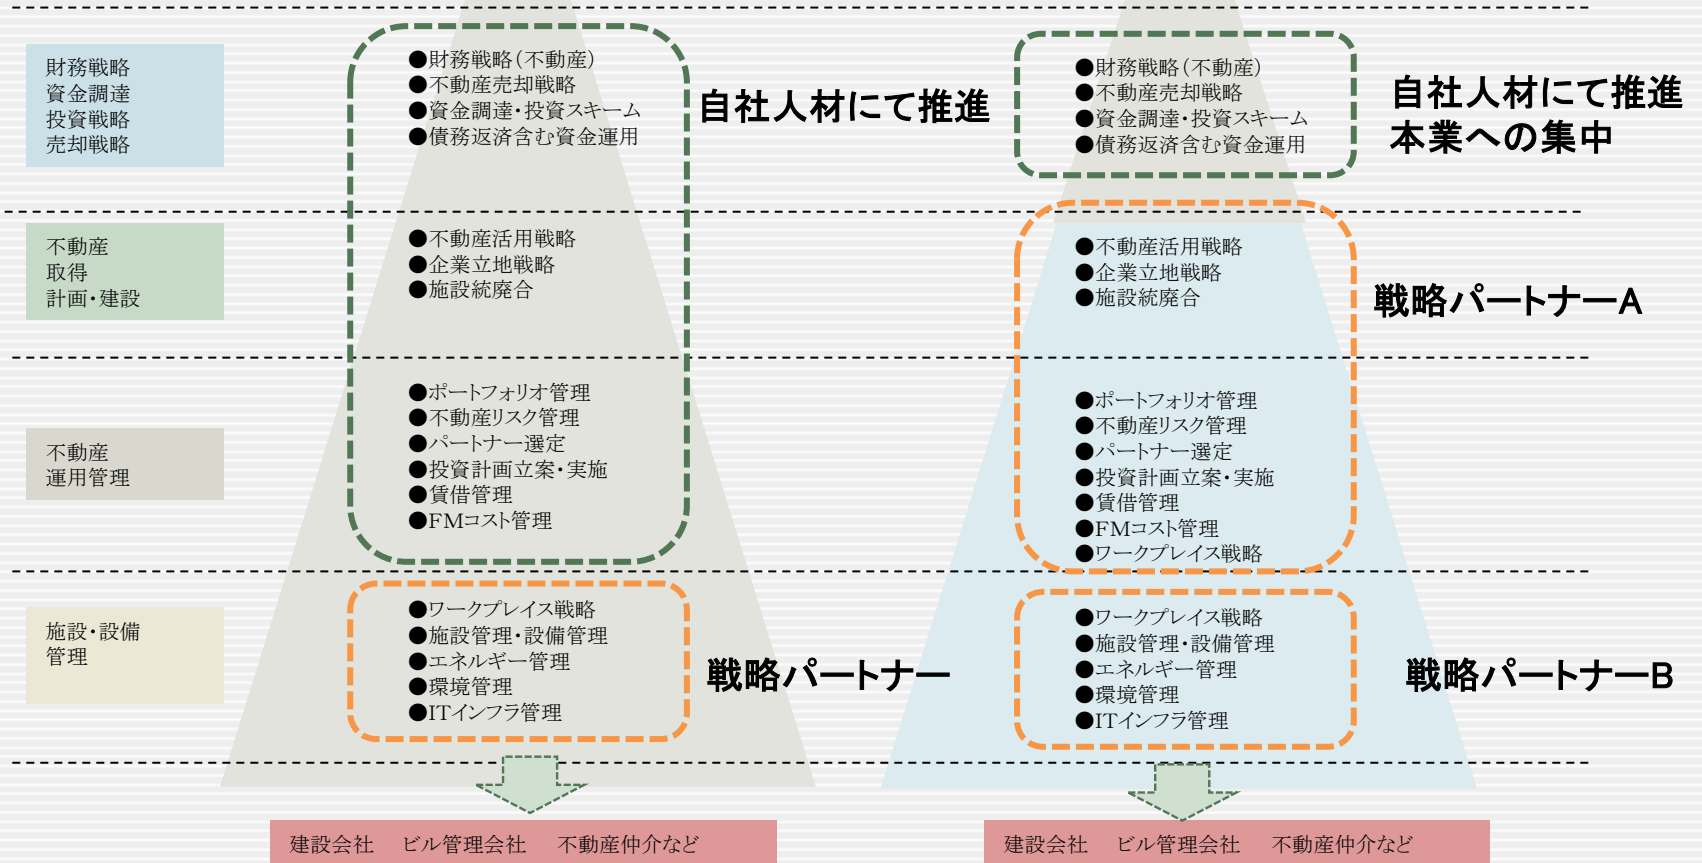 財務戦略
資金調達
投資戦略
売却戦略
●財務戦略(不動産)
●不動産売却戦略
●資金調達・投資スキーム
●債務返済含む資金運用
自社人材にて推進
●財務戦略(不動産)
●不動産売却戦略
●資金調達・投資スキーム
●債務返済含む資金運用
自社人材にて推進
本業への集中
不動産
取得
計画・建設
●不動産活用戦略
●企業立地戦略
●施設統廃合
●不動産活用戦略
●企業立地戦略
●施設統廃合
戦略パートナーA
不動産
運用管理
●ポートフォリオ管理
●不動産リスク管理
●パートナー選定
●投資計画立案・実施
●賃借管理
●FMコスト管理
●ポートフォリオ管理
●不動産リスク管理
●パートナー選定
●投資計画立案・実施
●賃借管理
●FMコスト管理
●ワークプレイス戦略
施設・設備
管理
●ワークプレイス戦略
●施設管理・設備管理
●エネルギー管理
●環境管理
●ITインフラ管理
戦略パートナー
●ワークプレイス戦略
●施設管理・設備管理
●エネルギー管理
●環境管理
●ITインフラ管理
戦略パートナーB
建設会社 ビル管理会社 不動産仲介など
建設会社 ビル管理会社 不動産仲介など